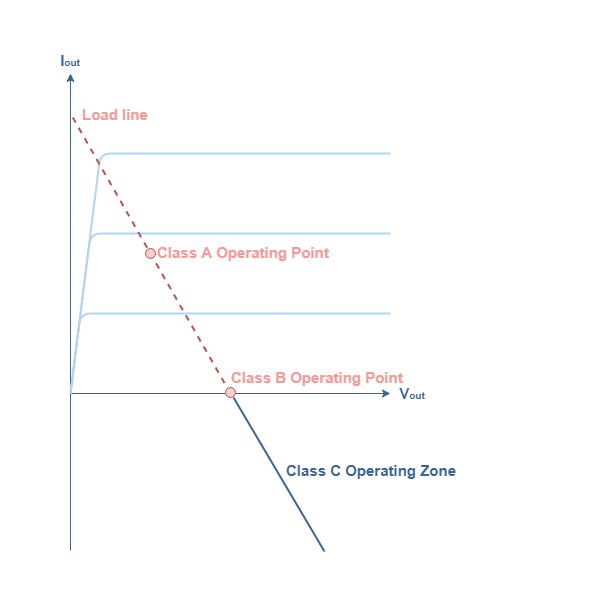 Iout
Load line
Class A Operating Point
Class B Operating Point
Vout
Class C Operating Zone